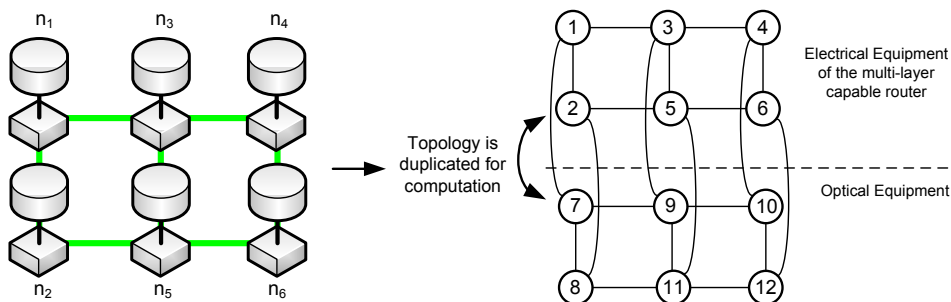 n1
n3
n4
n2
n5
n6
Topology is
duplicated for
computation
1
3
4
2
5
6
7
9
10
8
11
12
Electrical Equipment
of the multi-layer
capable router
Optical Equipment